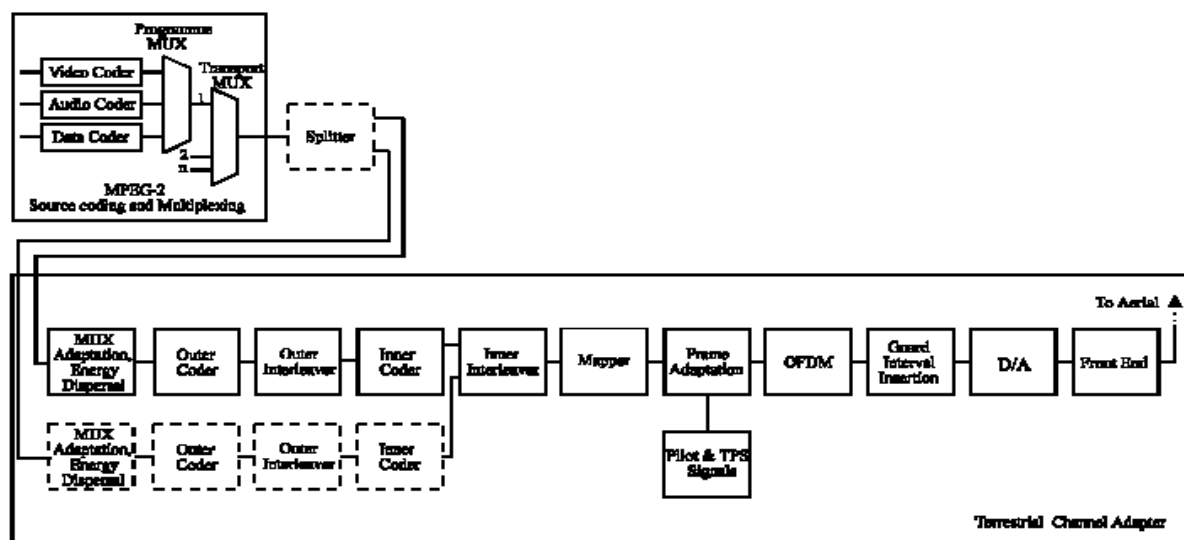 Programme
MUX
Transport
MUX
Video Coder
Audio Coder
Data Coder
1
2
n
MPEG-2
Source coding and Multiplexing
Splitter
To Aerial
MUX
Adaptation,
Energy
Dispersal
Outer
Coder
Outer
Interleaver
Inner
Coder
Inner
Interleaver
Mapper
Frame
Adaptation
OFDM
Guard
Interval
Insertion
D/A
Front End
MUX
Adaptation,
Energy
Dispersal
Outer
Coder
Outer
Interleaver
Inner
Coder
Pilot & TPS
Signals
Terrestrial Channel Adapter